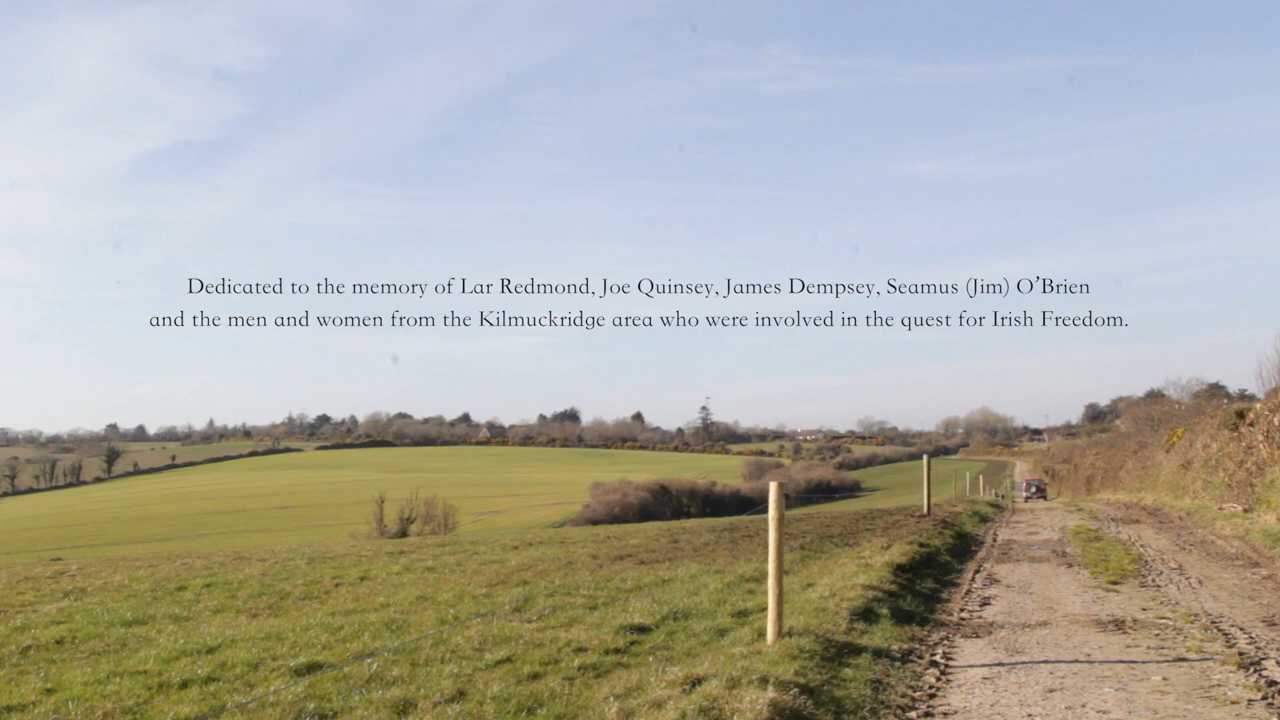 Dedicated to the memory of Lar Redmond, Joe Quinsey, James Dempsey, Seamus (Jim) O’Brien
and the men and women from the Kilmuckridge area who were involved in the quest for Irish Freedom.